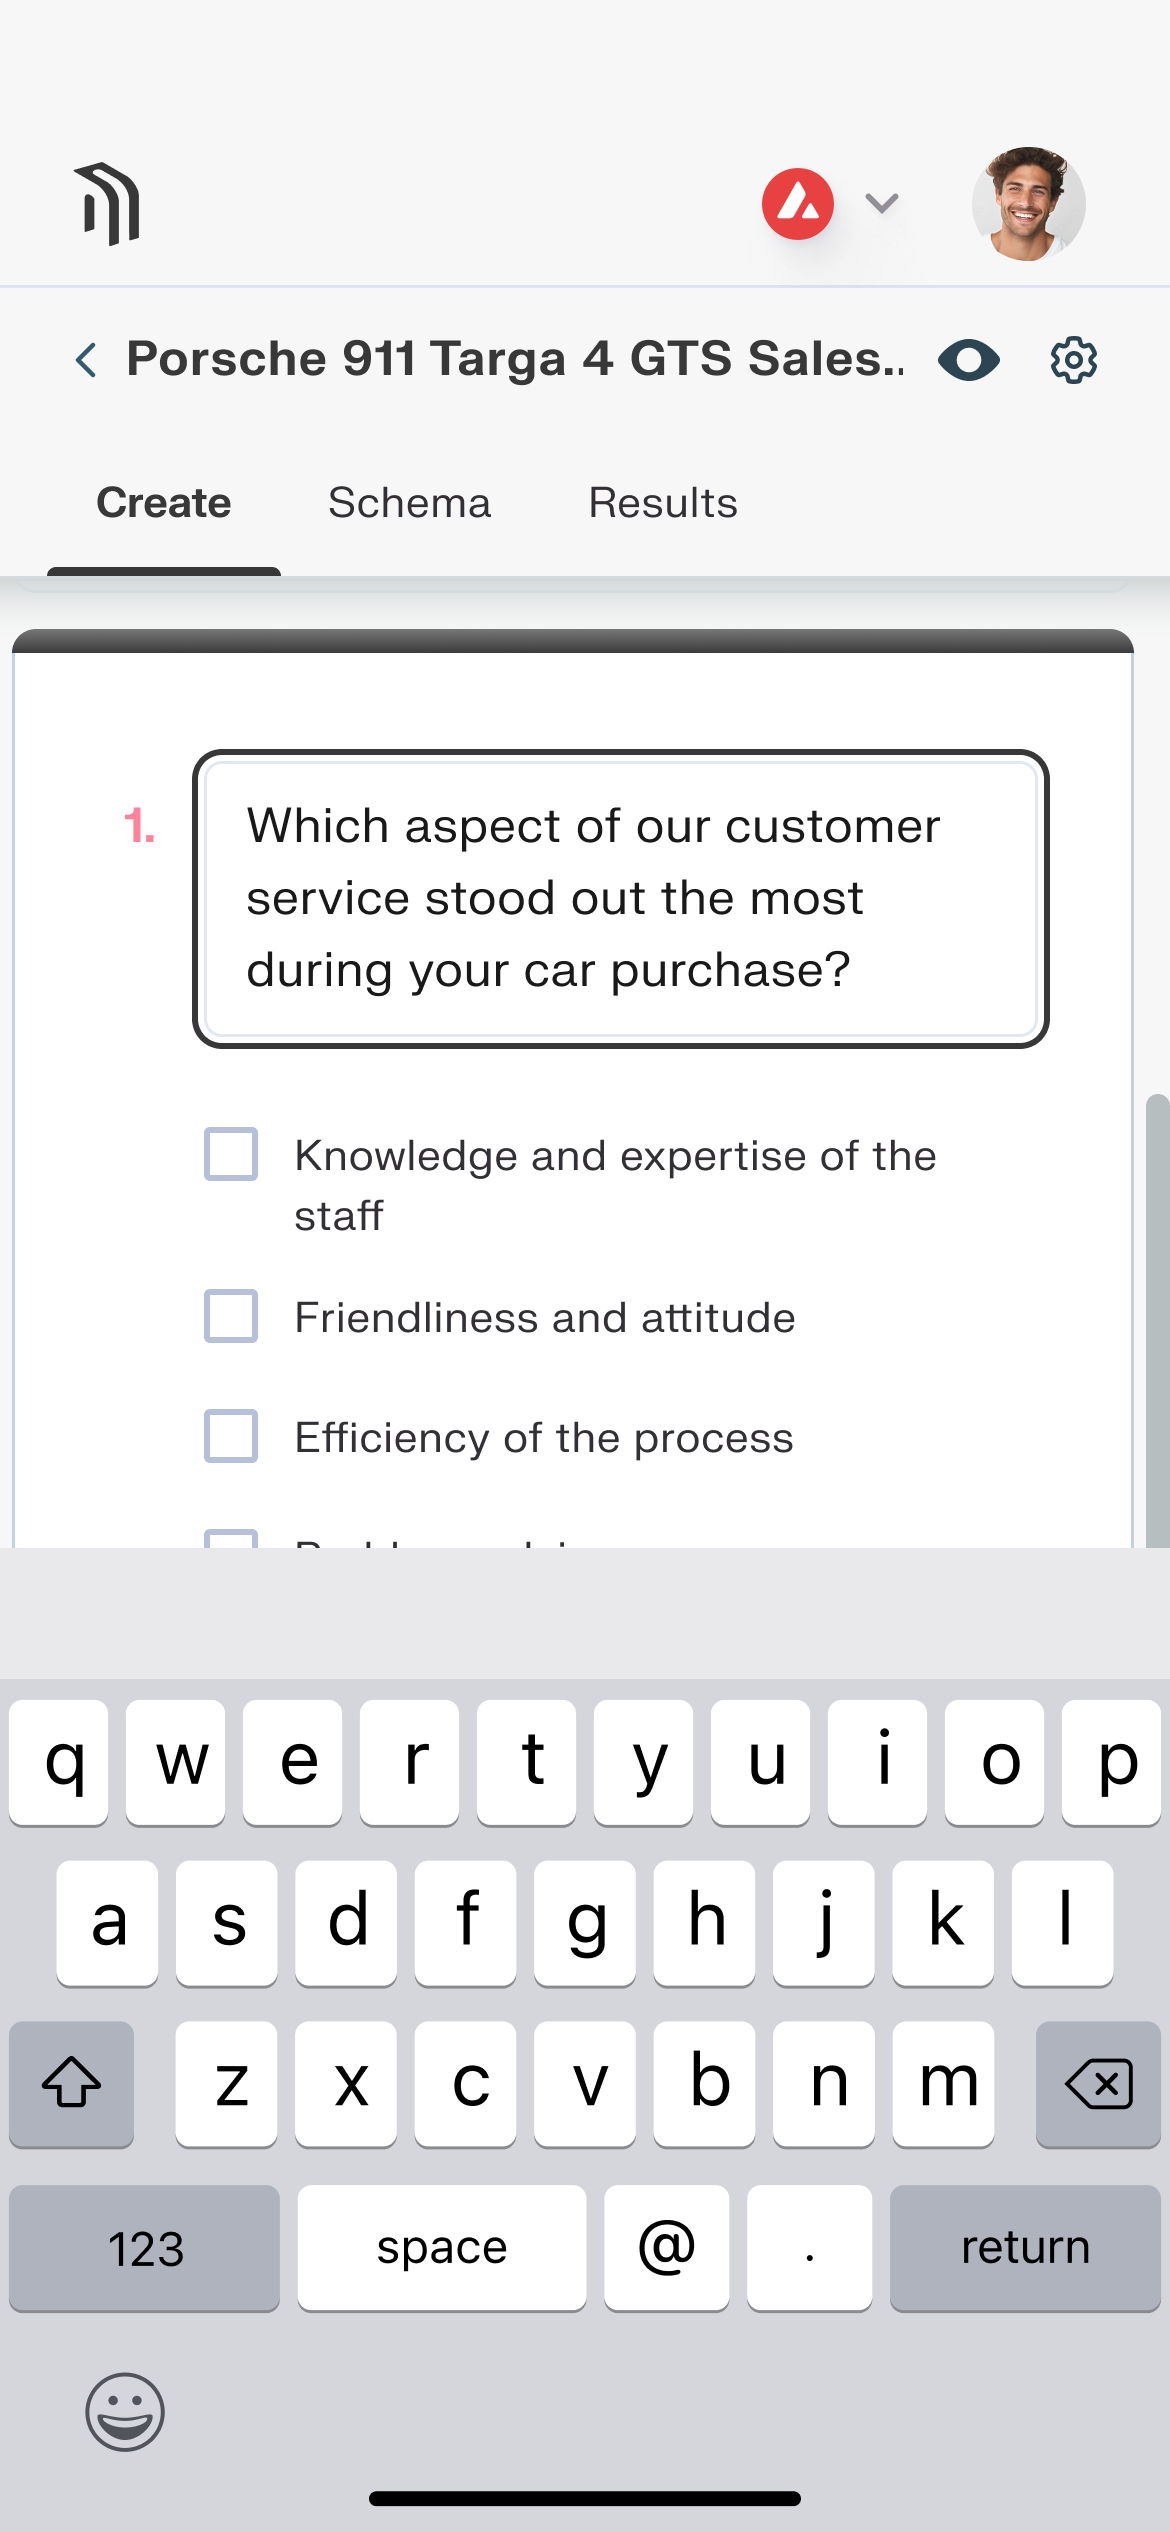 Porsche 911 Targa 4 GTS Sales..
Create Schema Results
1. Which aspect of our customer
service stood out the most
during your car purchase?
Knowledge and expertise of the
staff
Friendliness and attitude
Efficiency of the process
q w e r t y u i o p
a s d f g h j k l
z x c v b n m
123 space @ . return